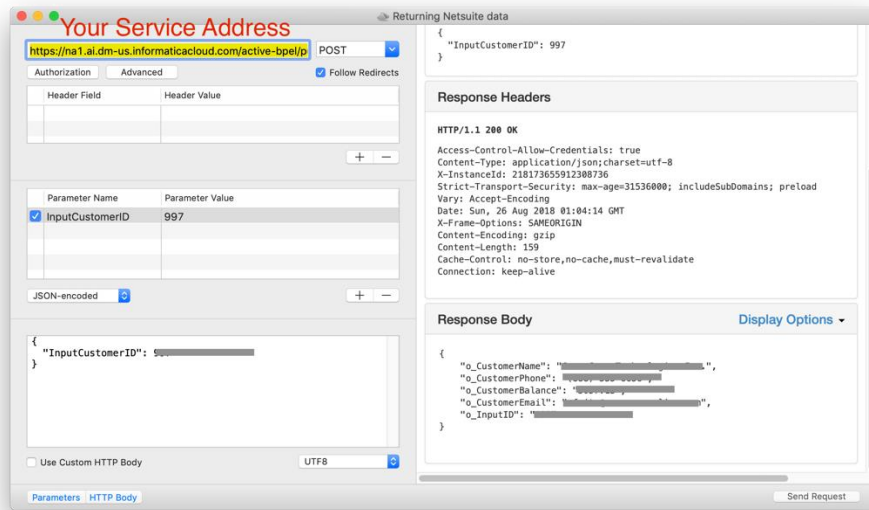 Returning Netsuite data
Your Service Address
https://na1.ai.dm-us.informaticacloud.com/active-bpel/p
POST
Authorization
Advanced
Follow Redirects
Header Field
Header Value
+ −
Parameter Name
Parameter Value
InputCustomerID
997
JSON-encoded
+ −
{
"InputCustomerID":
}
Use Custom HTTP Body
UTF8
Parameters
HTTP Body
{
"InputCustomerID": 997
}
Response Headers
HTTP/1.1 200 OK
Access-Control-Allow-Credentials: true
Content-Type: application/json;charset=utf-8
X-InstanceId: 218173655912308736
Strict-Transport-Security: max-age=31536000; includeSubDomains; preload
Vary: Accept-Encoding
Date: Sun, 26 Aug 2018 01:04:14 GMT
X-Frame-Options: SAMEORIGIN
Content-Encoding: gzip
Content-Length: 159
Cache-Control: no-store,no-cache,must-revalidate
Connection: keep-alive
Response Body
Display Options
{
"o_CustomerName": "
"o_CustomerPhone":
"o_CustomerBalance": "
"o_CustomerEmail": "
"o_InputID": "
}
Send Request